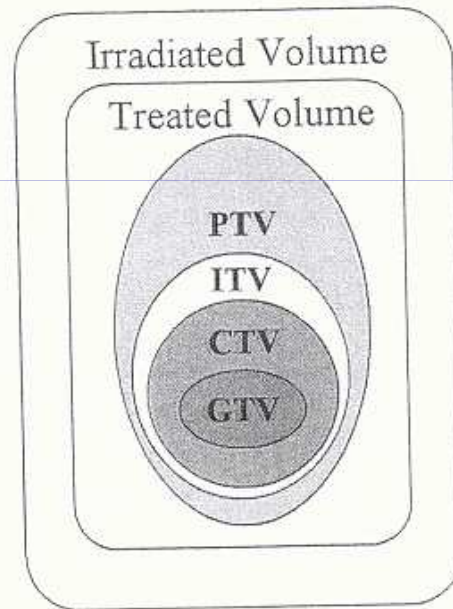 Irradiated Volume
Treated Volume
PTV
ITV
CTV
GTV